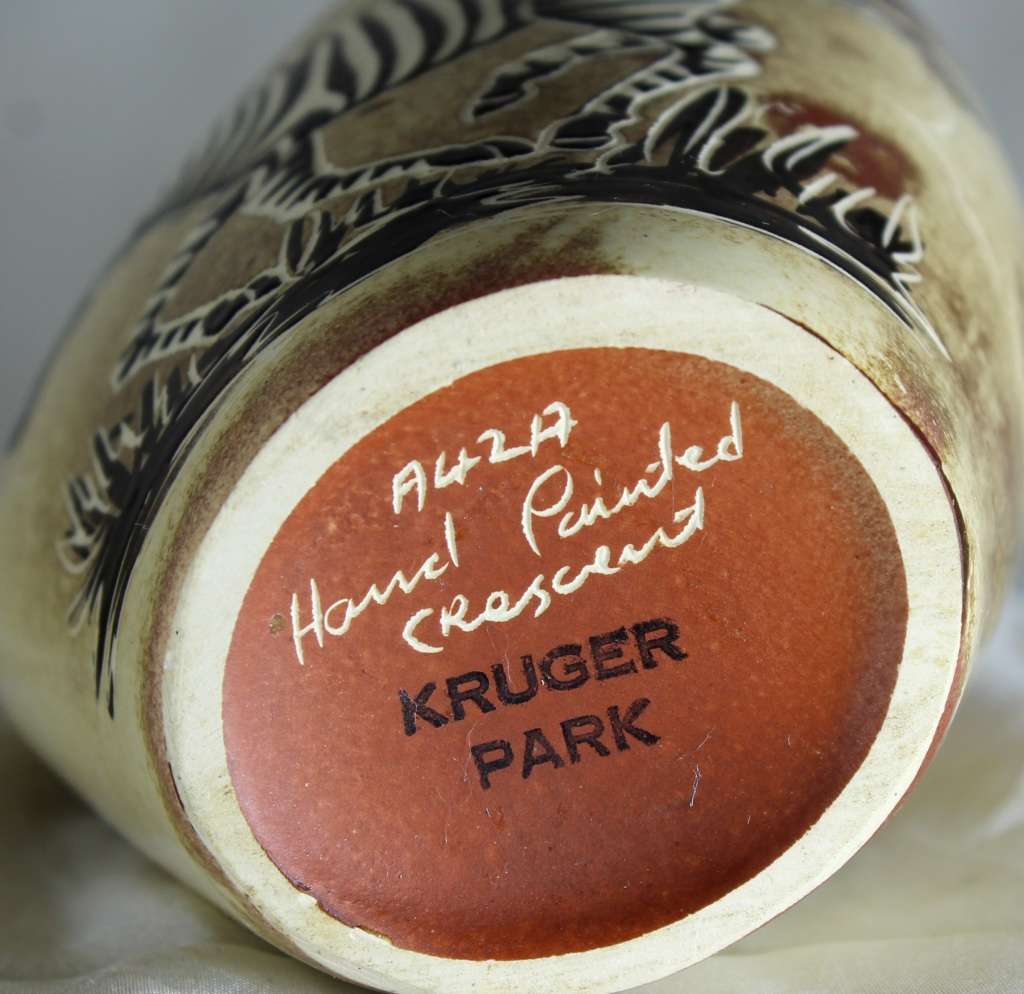 A42A
Hand Painted
CRescent
KRUGER
PARK